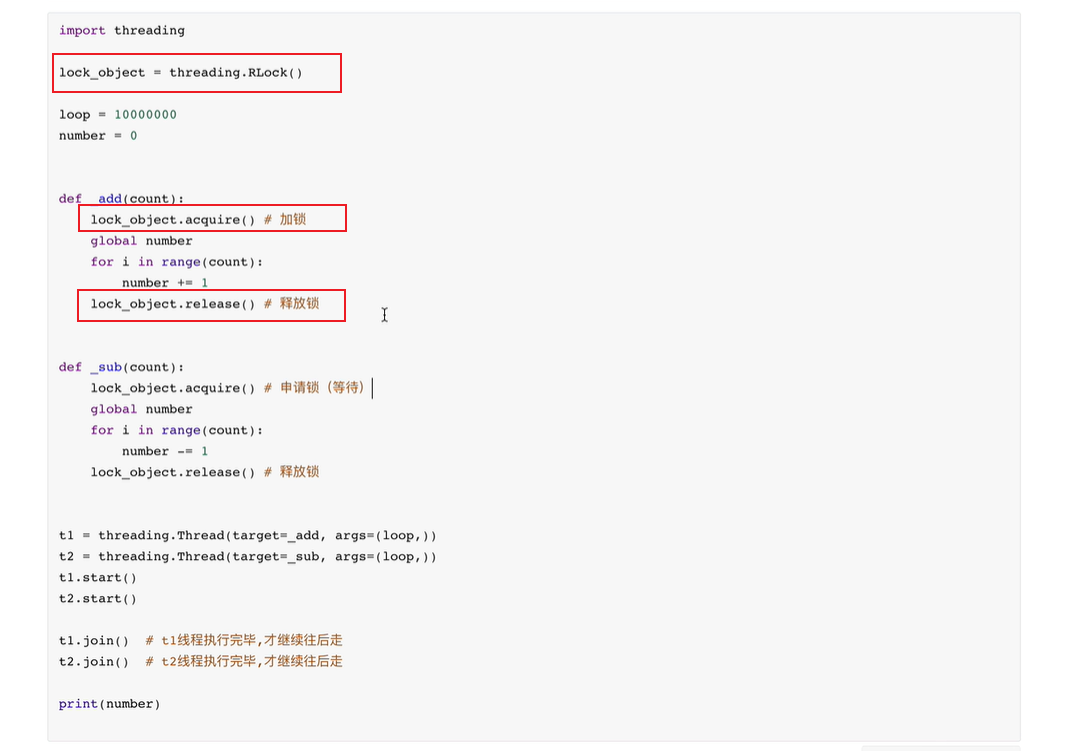 import threading
lock_object = threading.RLock()
loop = 10000000
number = 0
def _add(count):
    lock_object.acquire() # 加锁
    global number
    for i in range(count):
        number += 1
    lock_object.release() # 释放锁
def _sub(count):
    lock_object.acquire() # 申请锁（等待）
    global number
    for i in range(count):
        number -= 1
    lock_object.release() # 释放锁
t1 = threading.Thread(target=_add, args=(loop,))
t2 = threading.Thread(target=_sub, args=(loop,))
t1.start()
t2.start()
t1.join()  # t1线程执行完毕,才继续往后走
t2.join()  # t2线程执行完毕,才继续往后走
print(number)